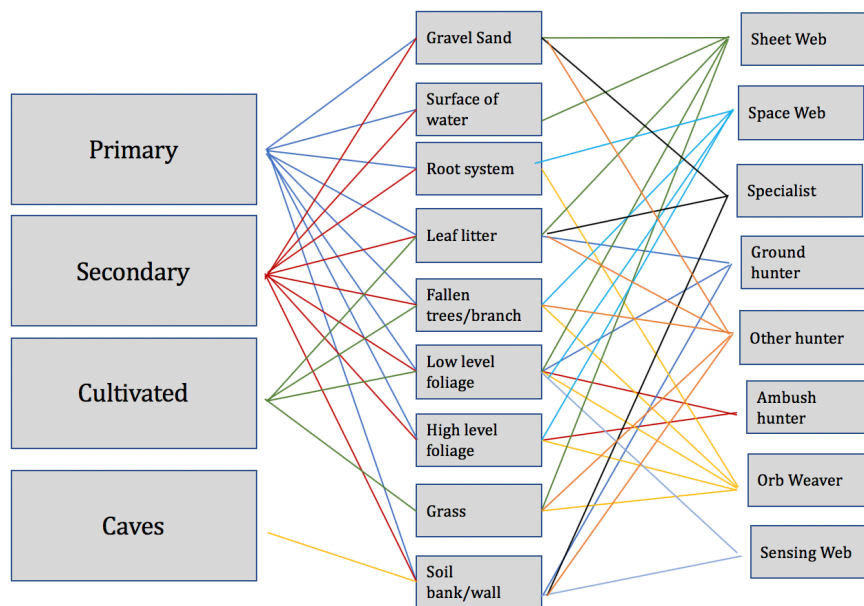 Primary
Secondary
Cultivated
Caves
Gravel Sand
Surface of
water
Root system
Leaf litter
Fallen
trees/branch
Low level
foliage
High level
foliage
Grass
Soil
bank/wall
Sheet Web
Space Web
Specialist
Ground
hunter
Other hunter
Ambush
hunter
Orb Weaver
Sensing Web